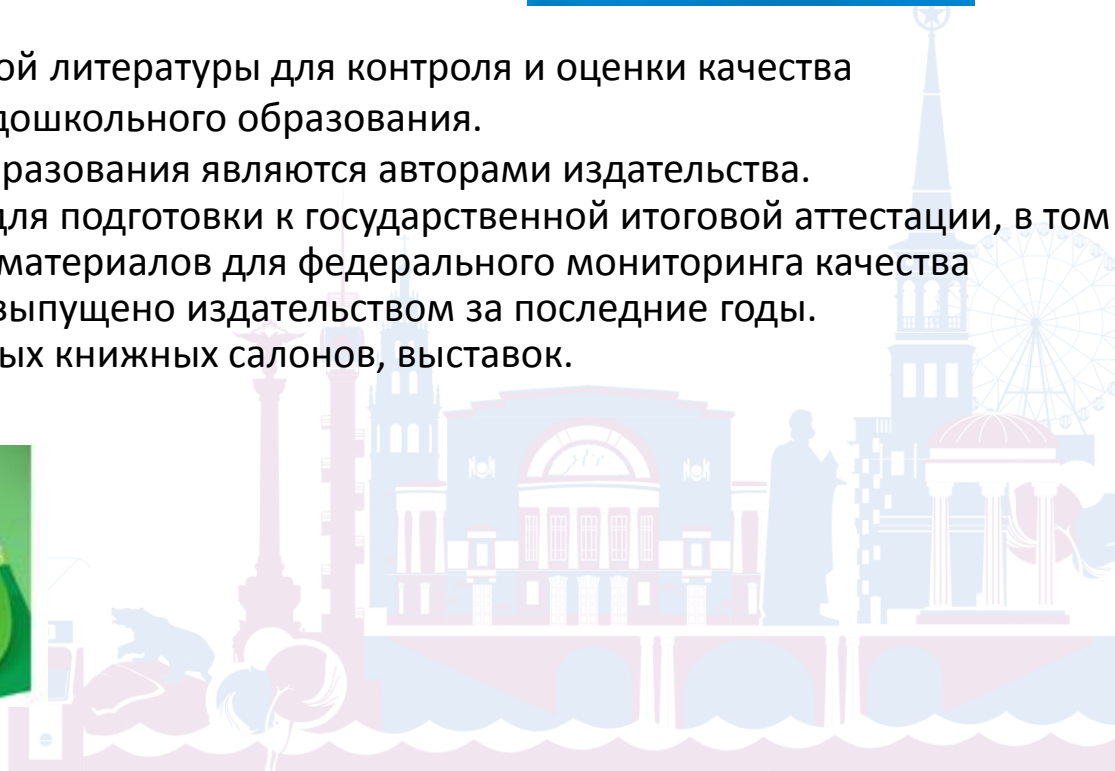 ой литературы для контроля и оценки качества
дошкольного образования.
разования являются авторами издательства.
для подготовки к государственной итоговой аттестации, в том
материалов для федерального мониторинга качества
выпущено издательством за последние годы.
ых книжных салонов, выставок.